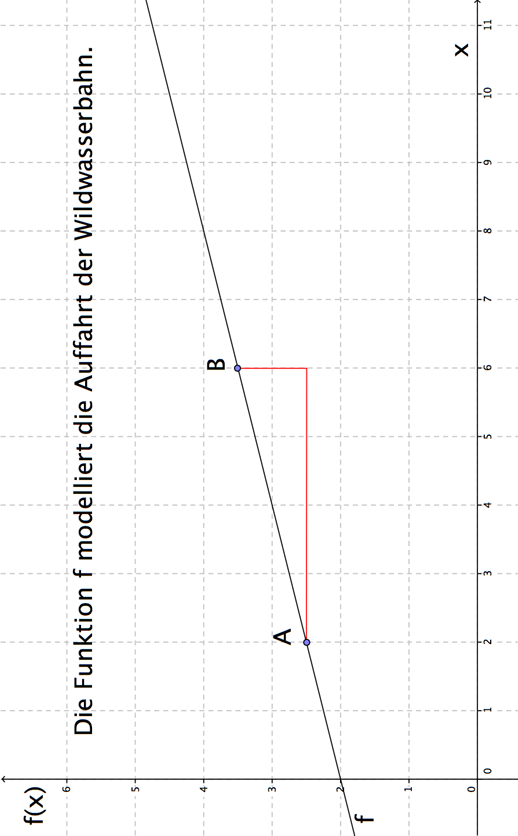 f(x)
Die Funktion f modelliert die Auffahrt der Wildwasserbahn.
6
5
4
B
3
A
2
f
1
x
0
0 1 2 3 4 5 6 7 8 9 10 11